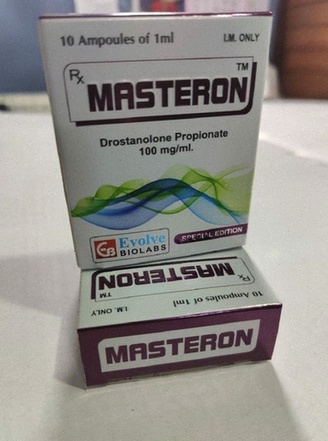 10 Ampoules of 1ml I.M. ONLY
Rx MASTERON TM
Drostanolone Propionate
100 mg/ml.
EB Evolve
BIOLABS
SPECIAL EDITION
Rx MASTERON TM
10 Ampoules of 1ml I.M. ONLY
MASTERON